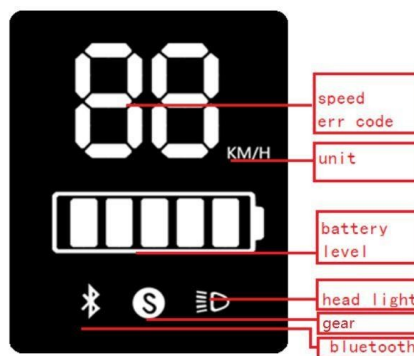 88
speed
err code
KM/H
unit
battery
level
S
head light
gear
bluetooth